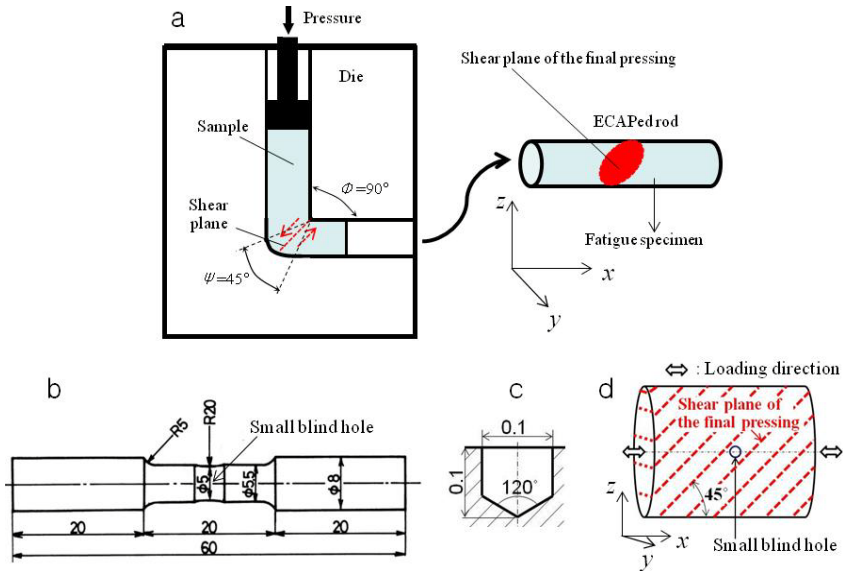 a
Pressure
Die
Sample
Φ=90°
Shear
plane
Ψ=45°
Shear plane of the
final pressing
ECAPed rod
Fatigue specimen
z
x
y
b
Small blind hole
R5
R20
ϕ5
ϕ5.5
ϕ8
20
20
20
60
c
0.1
0.1
120°
d
: Loading direction
Shear plane of
the final pressing
45°
z
x
y
Small blind hole